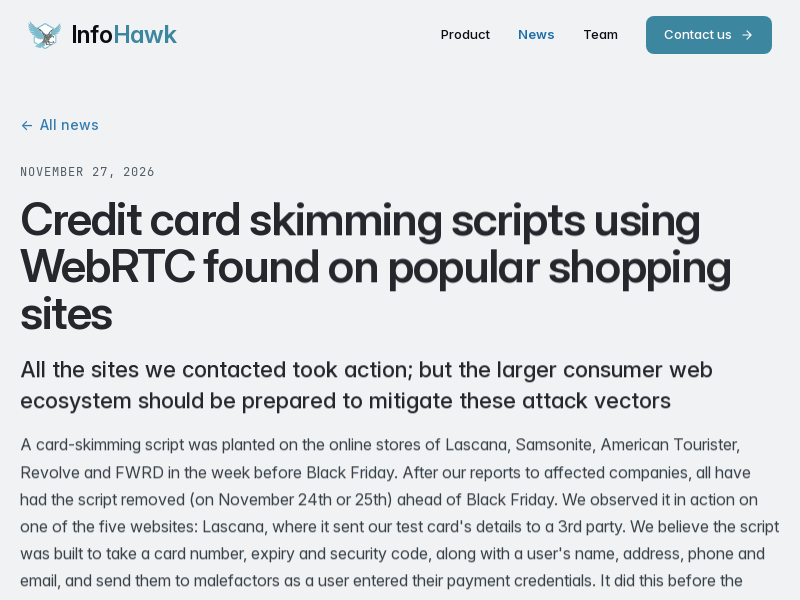 InfoHawk
Product
News
Team
Contact us →
← All news
NOVEMBER 27, 2026
Credit card skimming scripts using
WebRTC found on popular shopping
sites
All the sites we contacted took action; but the larger consumer web
ecosystem should be prepared to mitigate these attack vectors
A card-skimming script was planted on the online stores of Lascana, Samsonite, American Tourister,
Revolve and FWRD in the week before Black Friday. After our reports to affected companies, all have
had the script removed (on November 24th or 25th) ahead of Black Friday. We observed it in action on
one of the five websites: Lascana, where it sent our test card's details to a 3rd party. We believe the script
was built to take a card number, expiry and security code, along with a user's name, address, phone and
email, and send them to malefactors as a user entered their payment credentials. It did this before the